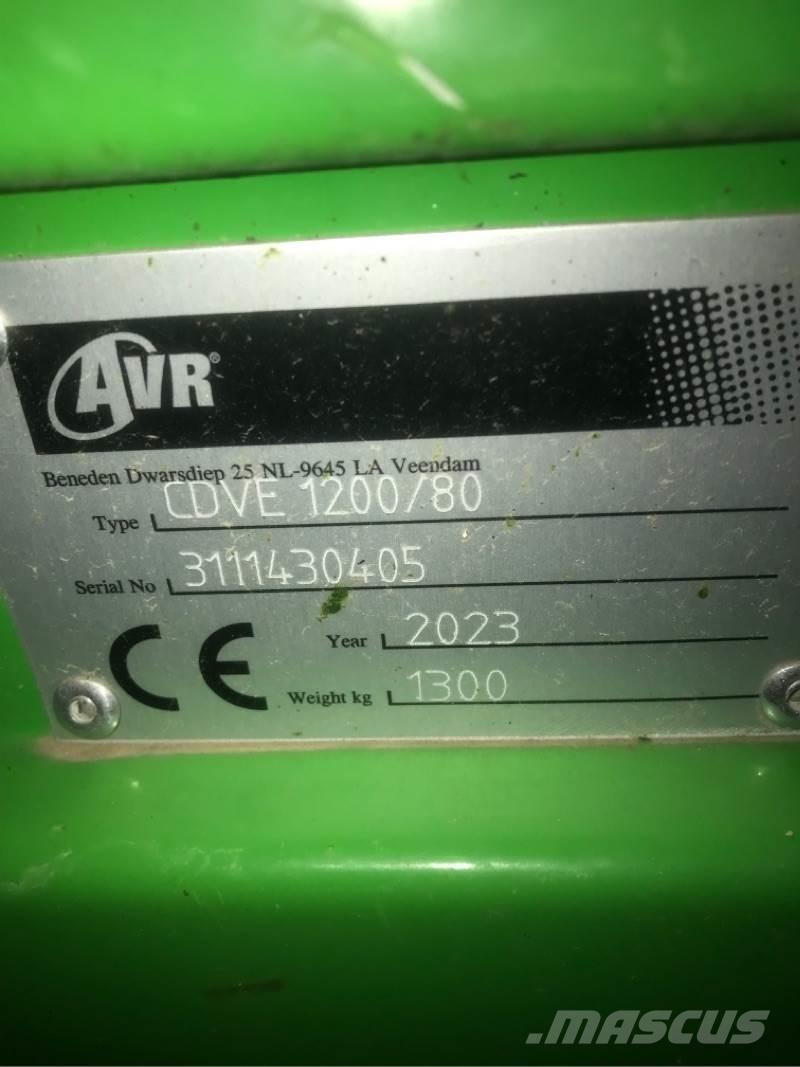 AVR®
Beneden Dwarsdiep 25 NL-9645 LA Veendam
Type CDVE 1200/80
Serial No 3111430405
CE
Year 2023
Weight kg 1300
.MASCUS